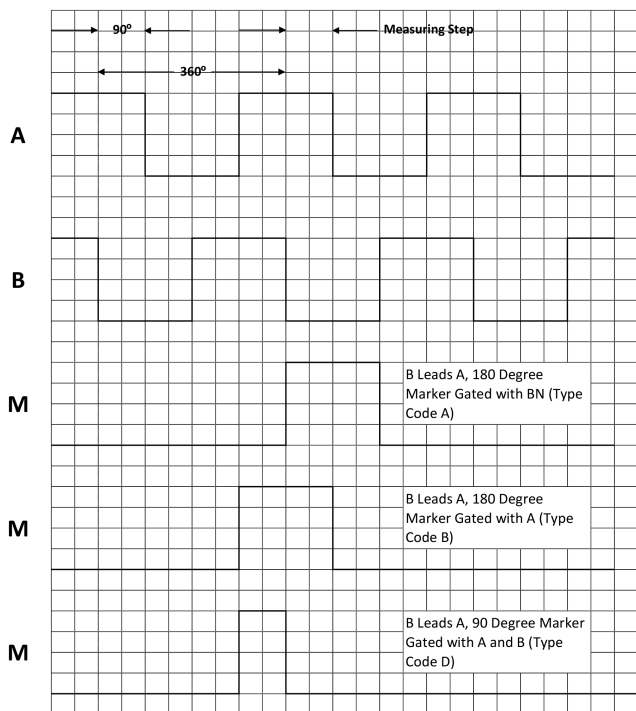 90º
Measuring Step
360º
A
B
M
B Leads A, 180 Degree
Marker Gated with BN (Type
Code A)
M
B Leads A, 180 Degree
Marker Gated with A (Type
Code B)
M
B Leads A, 90 Degree Marker
Gated with A and B (Type
Code D)